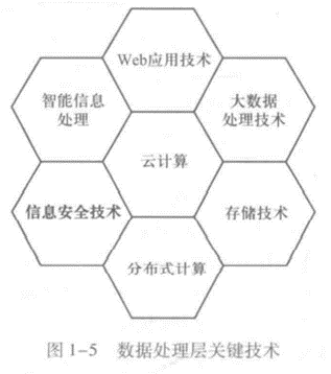 Web应用技术
智能信息
处理
大数据
处理技术
云计算
信息安全技术
存储技术
分布式计算
图 1-5 数据处理层关键技术